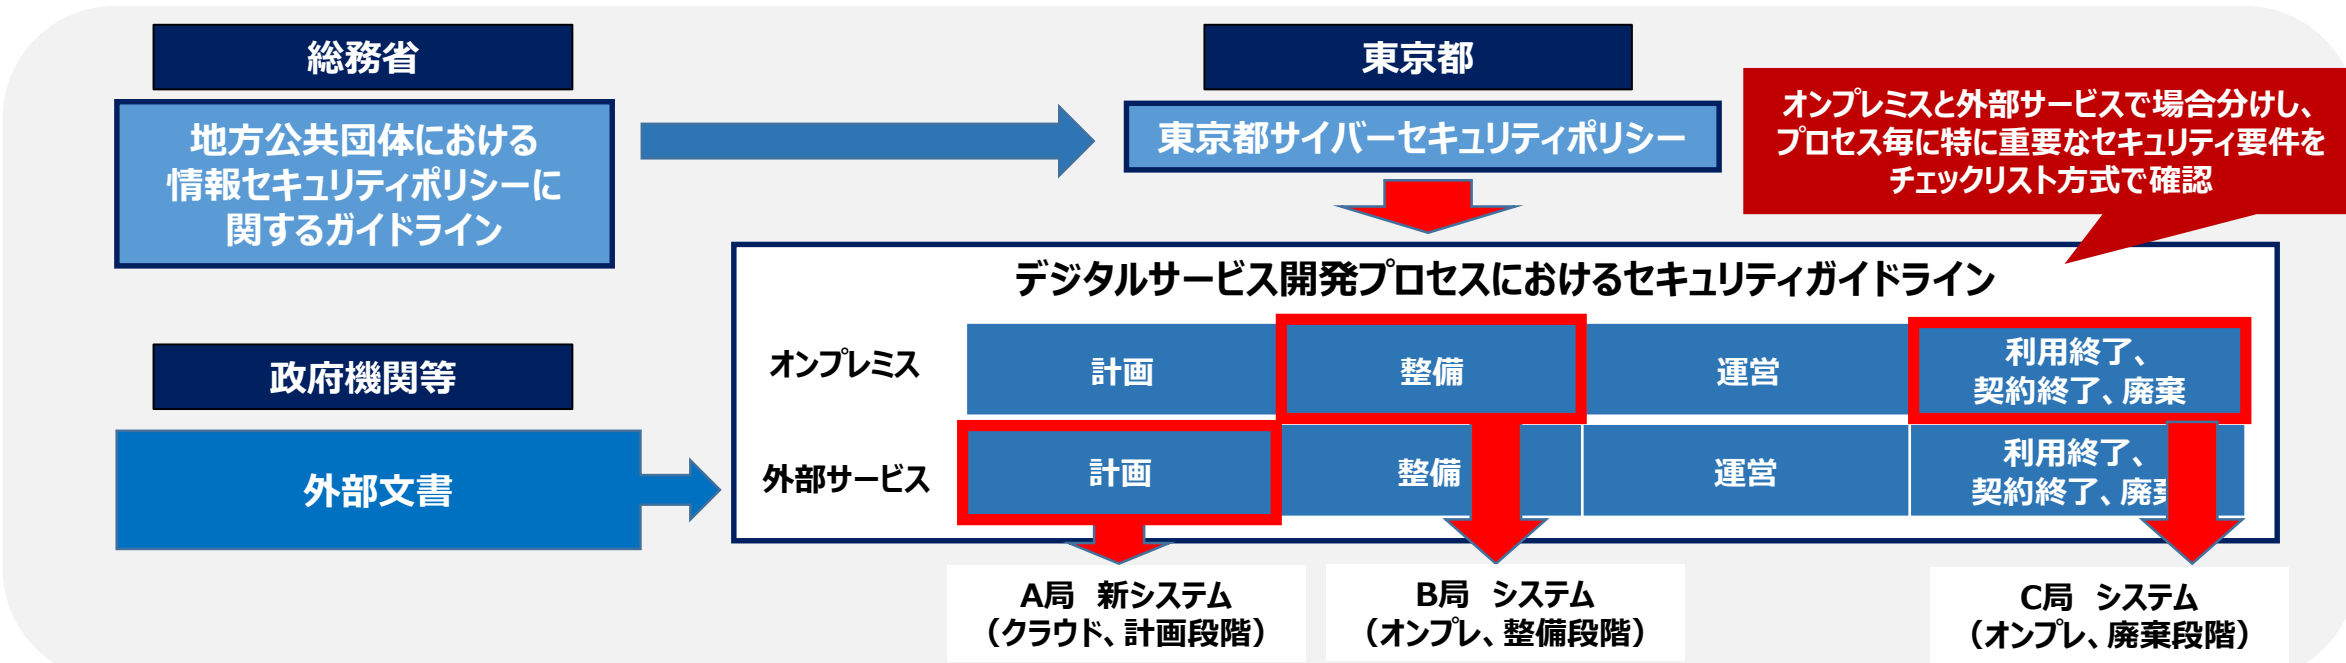 総務省
地方公共団体における
情報セキュリティポリシーに
関するガイドライン
東京都
東京都サイバーセキュリティポリシー
オンプレミスと外部サービスで場合分けし、
プロセス毎に特に重要なセキュリティ要件を
チェックリスト方式で確認
政府機関等
外部文書
デジタルサービス開発プロセスにおけるセキュリティガイドライン
オンプレミス
計画
整備
運営
利用終了、
契約終了、廃棄
外部サービス
計画
整備
運営
利用終了、
契約終了、廃棄
A局 新システム
（クラウド、計画段階）
B局 システム
（オンプレ、整備段階）
C局 システム
（オンプレ、廃棄段階）